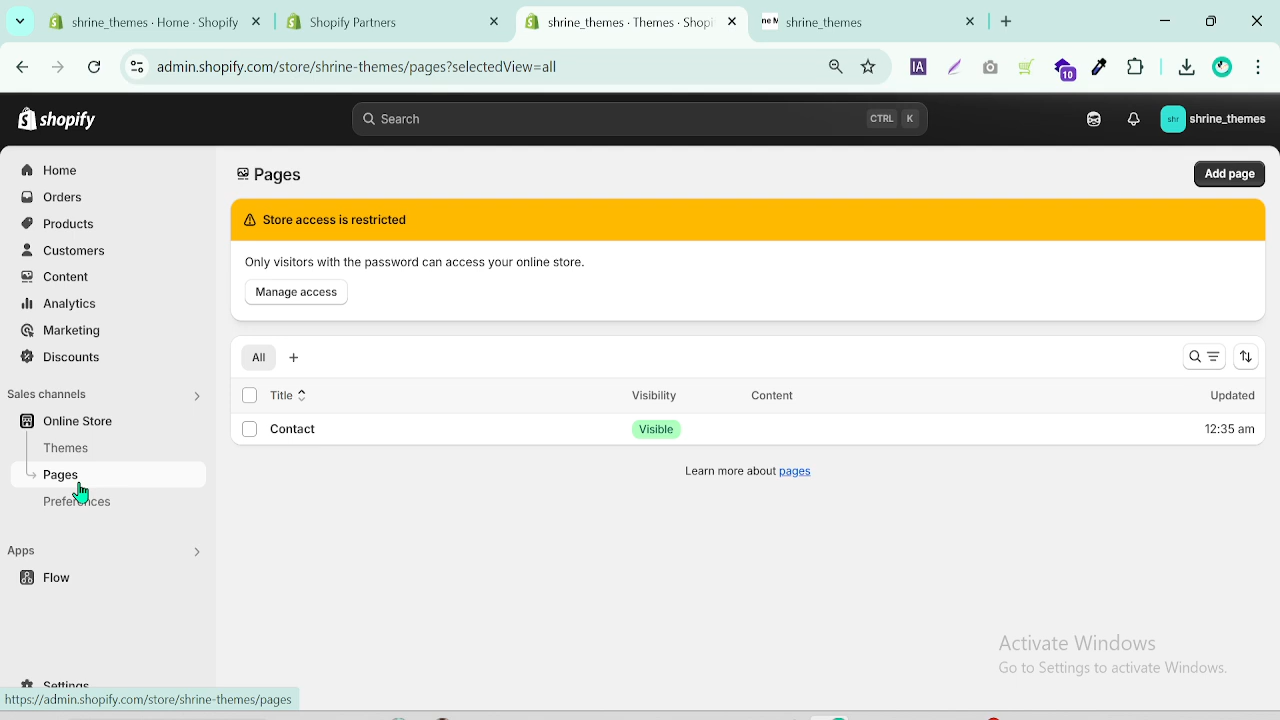 shrine_themes · Home · Shopify
Shopify Partners
shrine_themes · Themes · Shopi
ne M shrine_themes
admin.shopify.com/store/shrine-themes/pages?selectedView=all
IA
10
shopify
Search
CTRL K
shr shrine_themes
Home
Orders
Products
Customers
Content
Analytics
Marketing
Discounts
Sales channels
Online Store
Themes
Pages
Preferences
Apps
Flow
Settings
Pages
Add page
Store access is restricted
Only visitors with the password can access your online store.
Manage access
All
Title Visibility Content Updated
Contact Visible 12:35 am
Learn more about pages
Activate Windows
Go to Settings to activate Windows.
https://admin.shopify.com/store/shrine-themes/pages